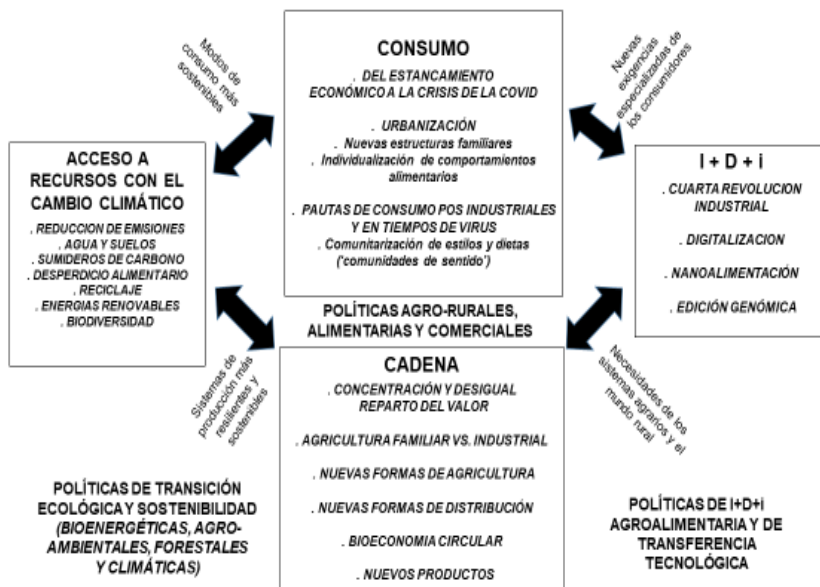 Modos de
consumo más
sostenibles
CONSUMO
. DEL ESTANCAMIENTO
ECONÓMICO A LA CRISIS DE LA COVID
. URBANIZACIÓN
. Nuevas estructuras familiares
. Individualización de comportamientos
alimentarios
. PAUTAS DE CONSUMO POS INDUSTRIALES
Y EN TIEMPOS DE VIRUS
. Comunitarización de estilos y dietas
('comunidades de sentido')
Nuevas
exigencias
especializadas de
los consumidores
ACCESO A
RECURSOS CON EL
CAMBIO CLIMÁTICO
. REDUCCION DE EMISIONES
. AGUA Y SUELOS
. SUMIDEROS DE CARBONO
. DESPERDICIO ALIMENTARIO
. RECICLAJE
. ENERGIAS RENOVABLES
. BIODIVERSIDAD
I + D + i
. CUARTA REVOLUCION
INDUSTRIAL
. DIGITALIZACION
. NANOALIMENTACIÓN
. EDICIÓN GENÓMICA
POLÍTICAS AGRO-RURALES,
ALIMENTARIAS Y COMERCIALES
Sistemas de
producción más
resilientes y
sostenibles
CADENA
. CONCENTRACIÓN Y DESIGUAL
REPARTO DEL VALOR
. AGRICULTURA FAMILIAR VS. INDUSTRIAL
. NUEVAS FORMAS DE AGRICULTURA
. NUEVAS FORMAS DE DISTRIBUCIÓN
. BIOECONOMIA CIRCULAR
. NUEVOS PRODUCTOS
Necesidades de los
sistemas agrarios y el
mundo rural
POLÍTICAS DE TRANSICIÓN
ECOLÓGICA Y SOSTENIBILIDAD
(BIOENERGÉTICAS, AGRO-
AMBIENTALES, FORESTALES
Y CLIMÁTICAS)
POLÍTICAS DE I+D+i
AGROALIMENTARIA Y DE
TRANSFERENCIA
TECNOLÓGICA